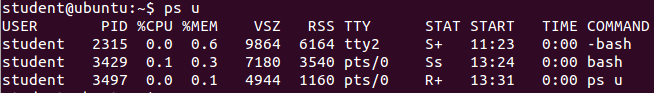 student@ubuntu:~$ ps u
USER PID %CPU %MEM VSZ RSS TTY STAT START TIME COMMAND
student 2315 0.0 0.6 9864 6164 tty2 S+ 11:23 0:00 -bash
student 3429 0.1 0.3 7180 3540 pts/0 Ss 13:24 0:00 bash
student 3497 0.0 0.1 4944 1160 pts/0 R+ 13:31 0:00 ps u